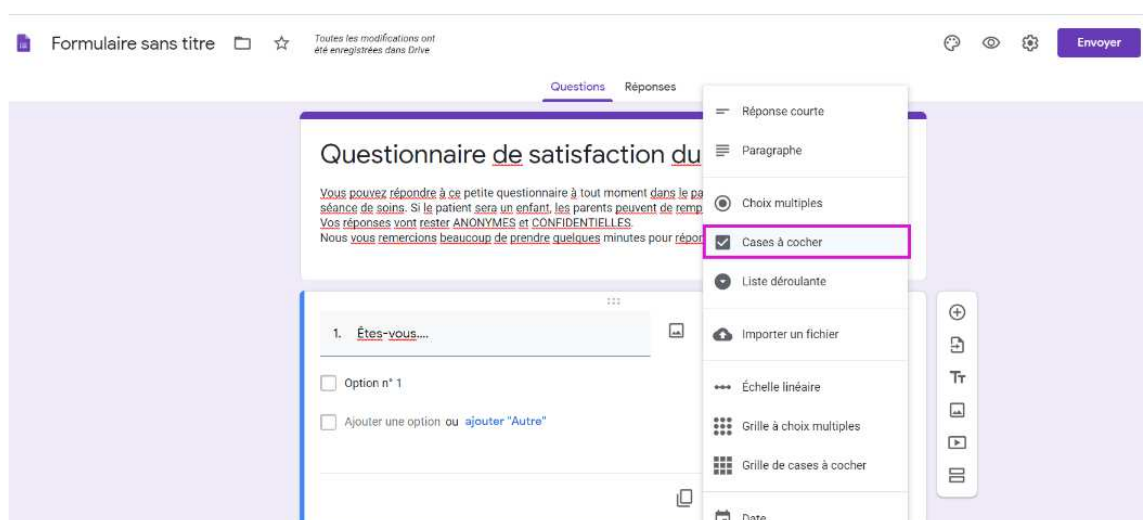 Formulaire sans titre
Toutes les modifications ont
été enregistrées dans Drive
Envoyer
Questions Réponses
Questionnaire de satisfaction du
Vous pouvez répondre à ce petite questionnaire à tout moment dans le pa
séance de soins. Si le patient sera un enfant, les parents peuvent de remp
Vos réponses vont rester ANONYMES et CONFIDENTIELLES.
Nous vous remercions beaucoup de prendre quelques minutes pour répon
1. Êtes-vous....
Option n° 1
Ajouter une option ou ajouter "Autre"
Réponse courte
Paragraphe
Choix multiples
Cases à cocher
Liste déroulante
Importer un fichier
Échelle linéaire
Grille à choix multiples
Grille de cases à cocher
Date
Tт